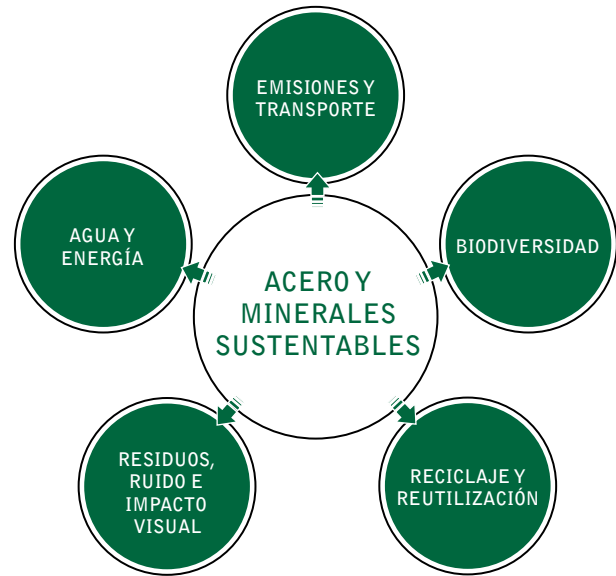 EMISIONES Y
TRANSPORTE
AGUA Y
ENERGÍA
BIODIVERSIDAD
ACERO Y
MINERALES
SUSTENTABLES
RESIDUOS,
RUIDO E
IMPACTO
VISUAL
RECICLAJE Y
REUTILIZACIÓN